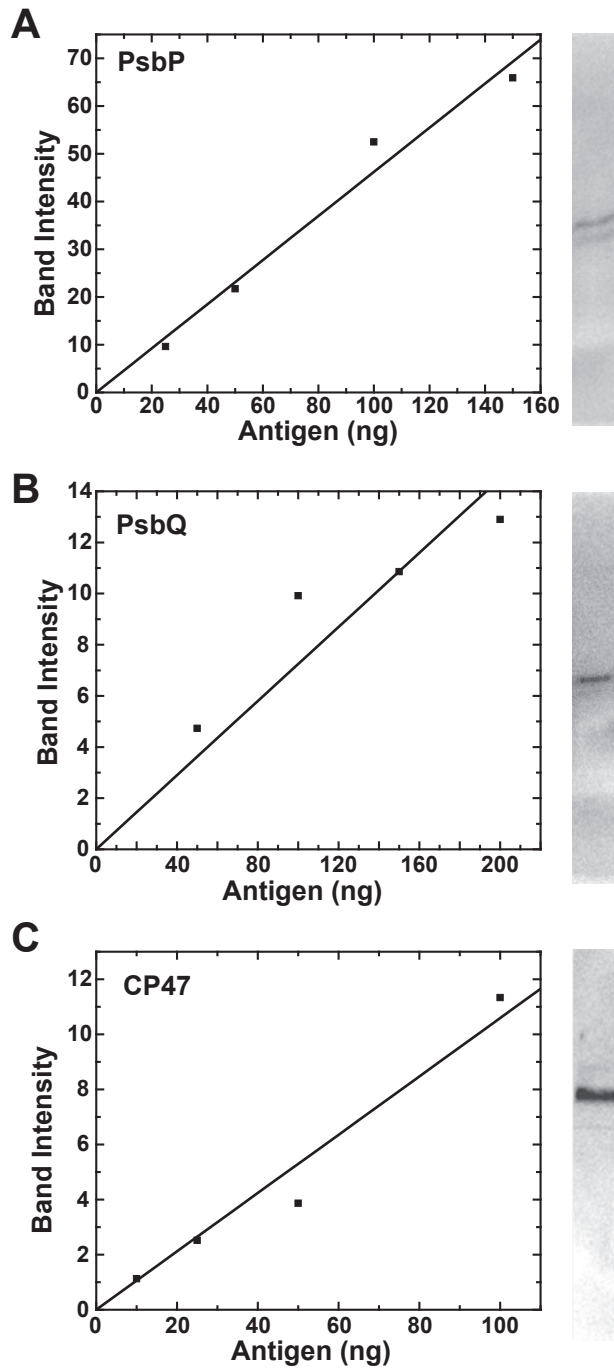 A
PsbP
70
60
50
40
30
20
10
0
0 20 40 60 80 100 120 140 160
Band Intensity
Antigen (ng)
B
PsbQ
14
12
10
8
6
4
2
0
0 40 80 120 160 200
Band Intensity
Antigen (ng)
C
CP47
12
10
8
6
4
2
0
0 20 40 60 80 100
Band Intensity
Antigen (ng)